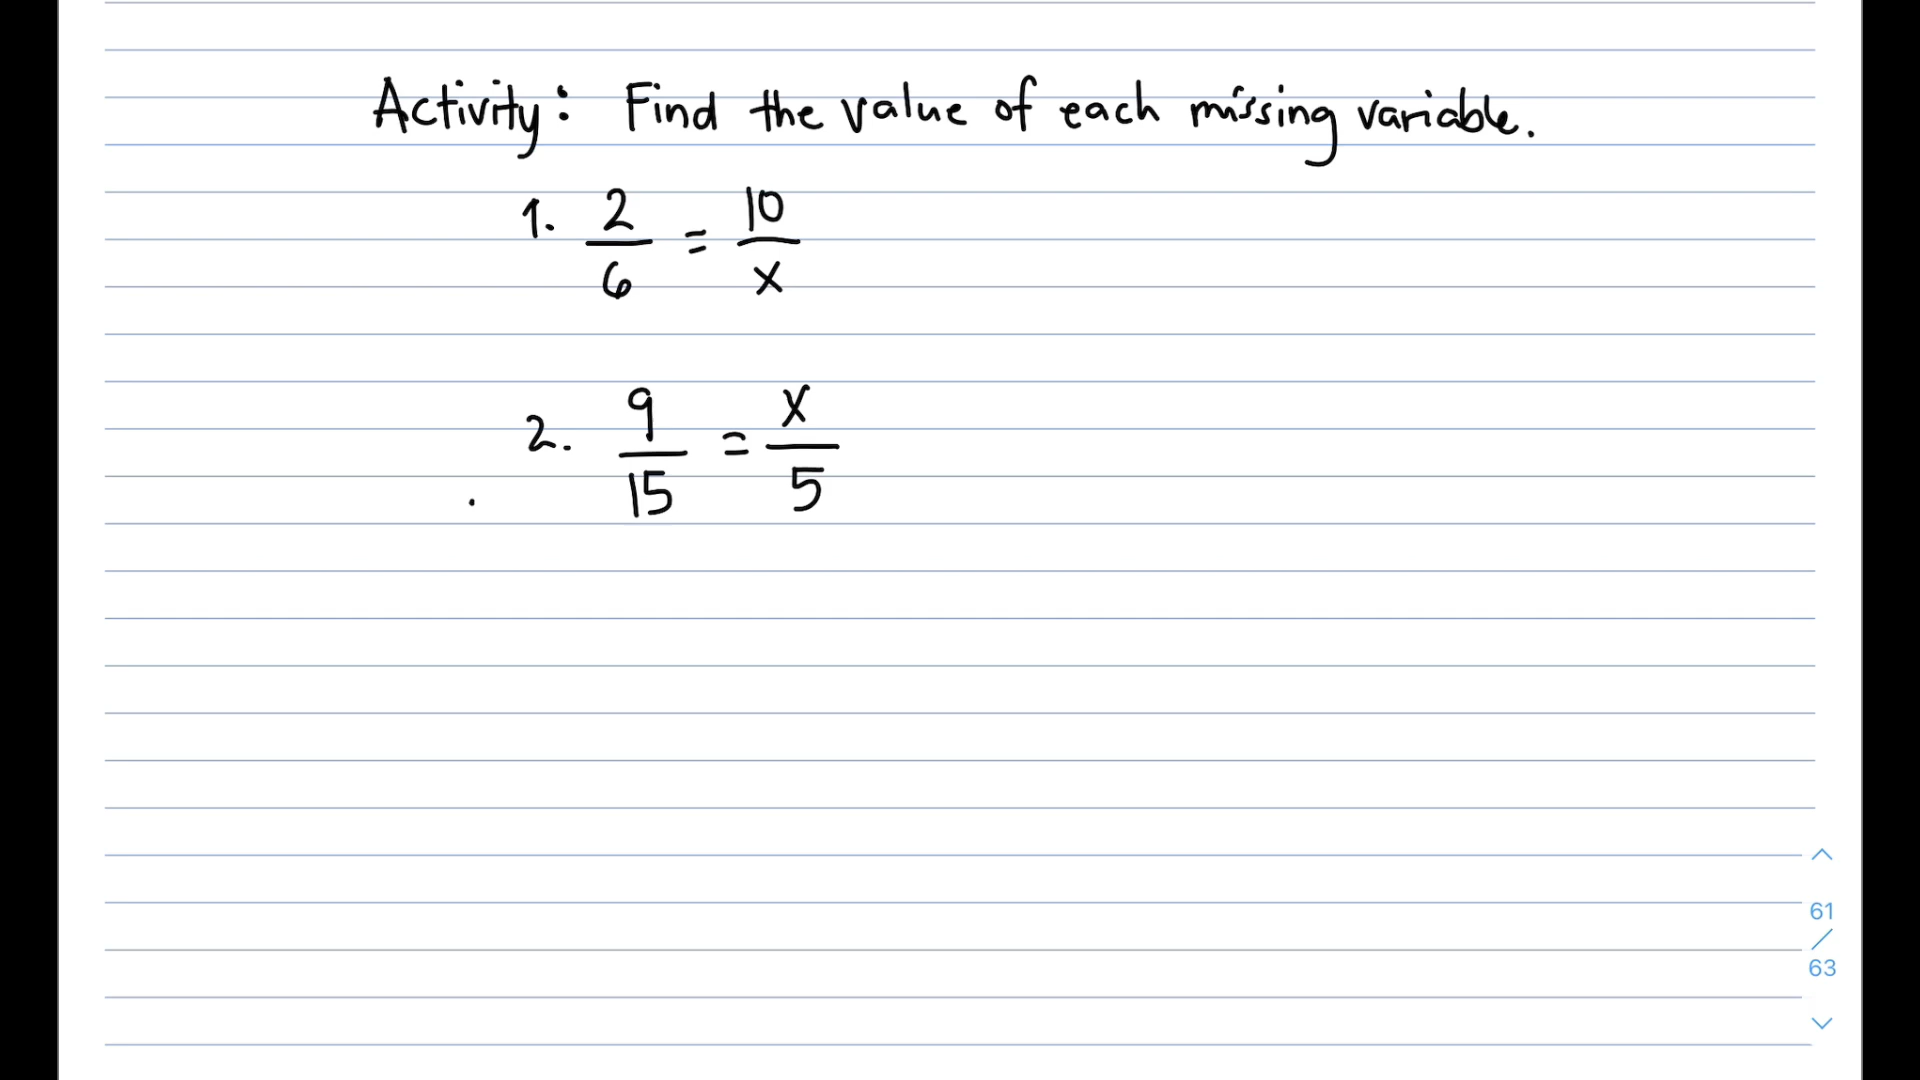 Activity: Find the value of each missing variable.
1. 2/6 = 10/x
2. 9/15 = x/5
61
/
63